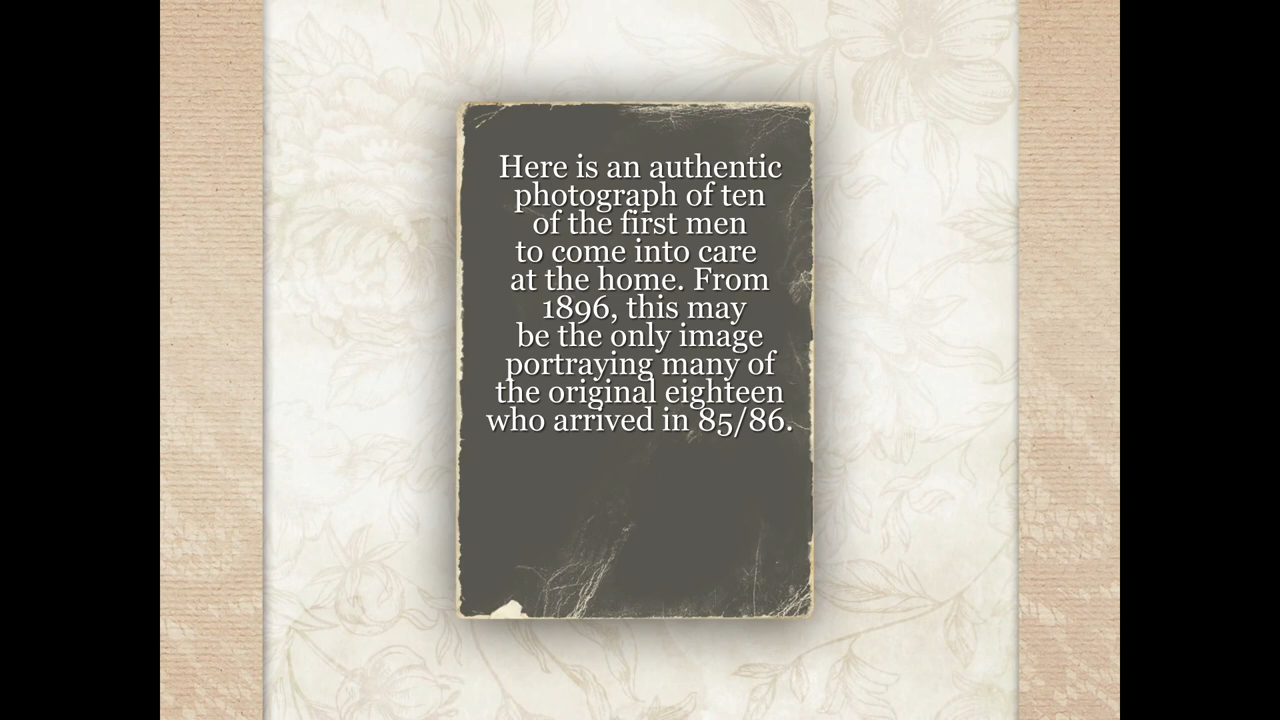 Here is an authentic
photograph of ten
of the first men
to come into care
at the home. From
1896, this may
be the only image
portraying many of
the original eighteen
who arrived in 85/86.